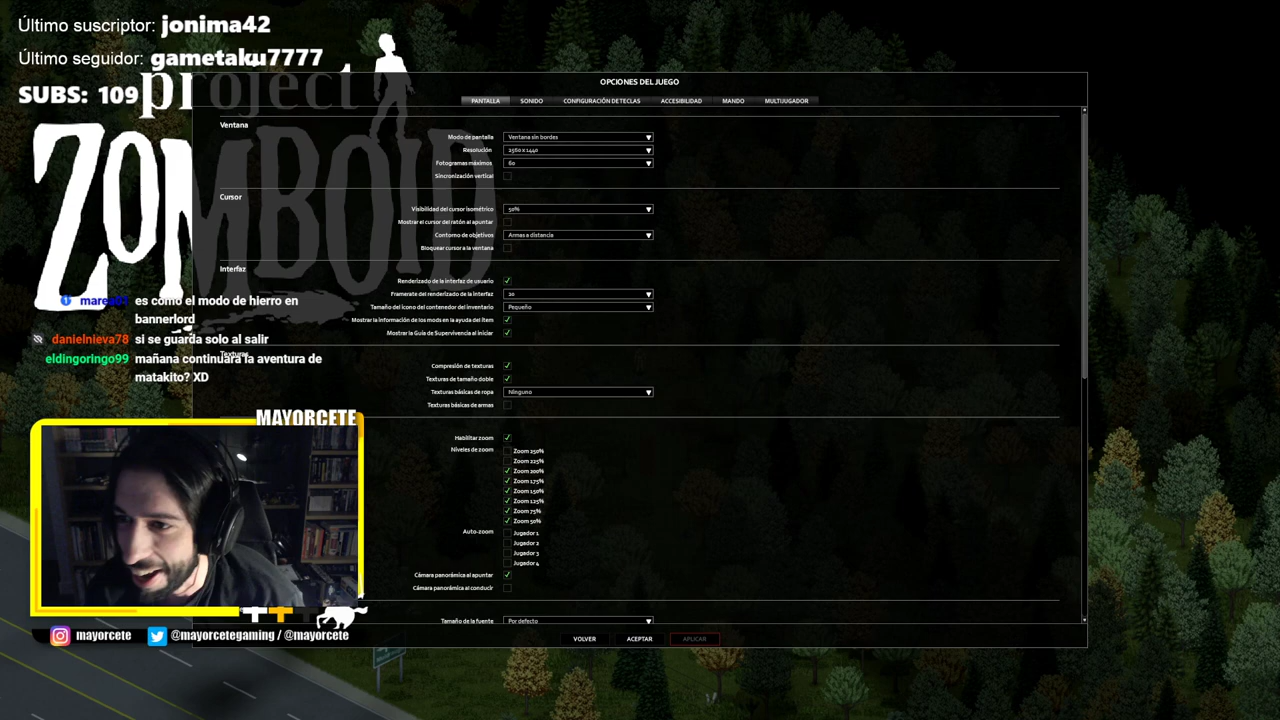 Último suscriptor: jonima42
Último seguidor: gametaku7777
SUBS: 109
project
ZOMBOID
OPCIONES DEL JUEGO
PANTALLA SONIDO CONFIGURACIÓN DE TECLAS ACCESIBILIDAD MANDO MULTIJUGADOR
Ventana
Modo de pantalla Ventana sin bordes
Resolución 2560 x 1440
Fotogramas máximos 60
Sincronización vertical
Cursor
Visibilidad del cursor isométrico 50%
Mostrar el cursor del ratón al apuntar
Contorno de objetivos Armas a distancia
Bloquear cursor a la ventana
Interfaz
Renderizado de la interfaz de usuario
Framerate del renderizado de la interfaz 20
Tamaño del icono del contenedor del inventario Pequeño
Mostrar la información de los mods en la ayuda del ítem
Mostrar la Guía de Supervivencia al iniciar
Texturas
Compresión de texturas
Texturas de tamaño doble
Texturas básicas de ropa Ninguno
Texturas básicas de armas
Habilitar zoom
Niveles de zoom Zoom 250%
Zoom 225%
Zoom 200%
Zoom 175%
Zoom 150%
Zoom 125%
Zoom 75%
Zoom 50%
Auto-zoom Jugador 1
Jugador 2
Jugador 3
Jugador 4
Cámara panorámica al apuntar
Cámara panorámica al conducir
Tamaño de la fuente Por defecto
VOLVER ACEPTAR APLICAR
es como el modo de hierro en
bannerlord
danielnieva78 si se guarda solo al salir
eldingoringo99 mañana continuará la aventura de
matakito? XD
MAYORCETE
mayorcete @mayorcetegaming / @mayorcete